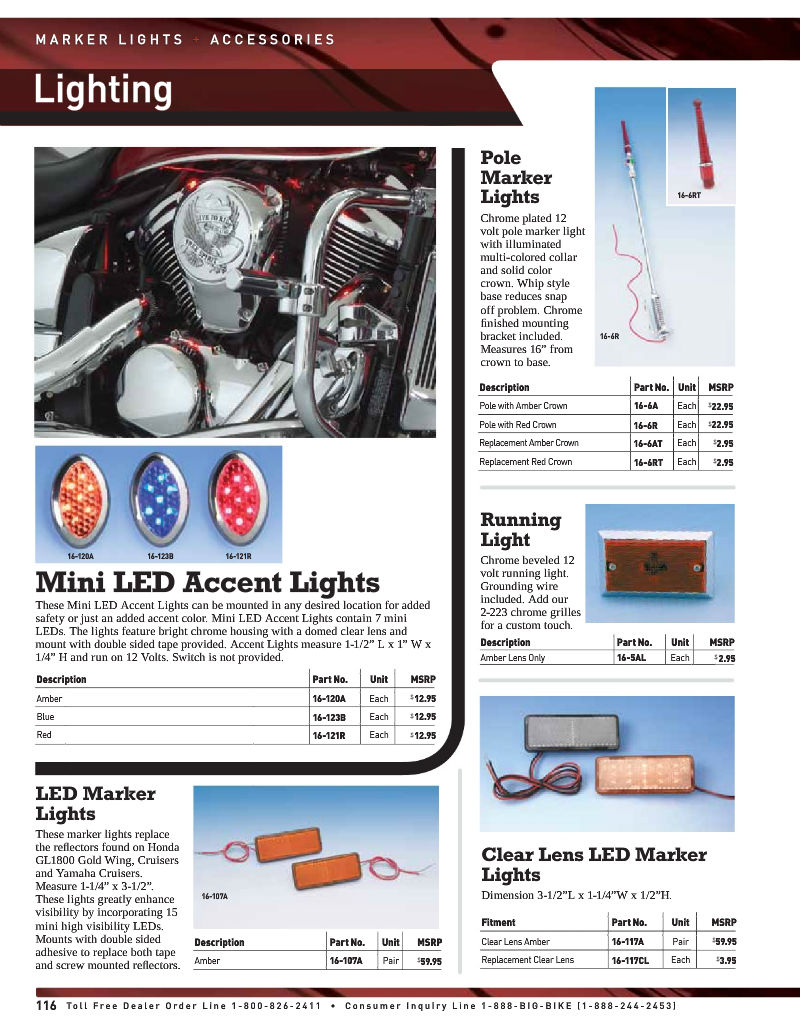 MARKER LIGHTS + ACCESSORIES
Lighting
16-120A
16-123B
16-121R
Mini LED Accent Lights
These Mini LED Accent Lights can be mounted in any desired location for added
safety or just an added accent color. Mini LED Accent Lights contain 7 mini
LEDs. The lights feature bright chrome housing with a domed clear lens and
mount with double sided tape provided. Accent Lights measure 1-1/2” L x 1” W x
1/4” H and run on 12 Volts. Switch is not provided.
Description Part No. Unit MSRP
Amber 16-120A Each $12.95
Blue 16-123B Each $12.95
Red 16-121R Each $12.95
LED Marker
Lights
These marker lights replace
the reflectors found on Honda
GL1800 Gold Wing, Cruisers
and Yamaha Cruisers.
Measure 1-1/4” x 3-1/2”.
These lights greatly enhance
visibility by incorporating 15
mini high visibility LEDs.
Mounts with double sided
adhesive to replace both tape
and screw mounted reflectors.
16-107A
Description Part No. Unit MSRP
Amber 16-107A Pair $59.95
Pole
Marker
Lights
Chrome plated 12
volt pole marker light
with illuminated
multi-colored collar
and solid color
crown. Whip style
base reduces snap
off problem. Chrome
finished mounting
bracket included.
Measures 16” from
crown to base.
16-6RT
16-6R
Description Part No. Unit MSRP
Pole with Amber Crown 16-6A Each $22.95
Pole with Red Crown 16-6R Each $22.95
Replacement Amber Crown 16-6AT Each $2.95
Replacement Red Crown 16-6RT Each $2.95
Running
Light
Chrome beveled 12
volt running light.
Grounding wire
included. Add our
2-223 chrome grilles
for a custom touch.
Description Part No. Unit MSRP
Amber Lens Only 16-5AL Each $2.95
Clear Lens LED Marker
Lights
Dimension 3-1/2”L x 1-1/4”W x 1/2”H.
Fitment Part No. Unit MSRP
Clear Lens Amber 16-117A Pair $59.95
Replacement Clear Lens 16-117CL Each $3.95
116 Toll Free Dealer Order Line 1-800-826-2411 • Consumer Inquiry Line 1-888-BIG-BIKE (1-888-244-2453)